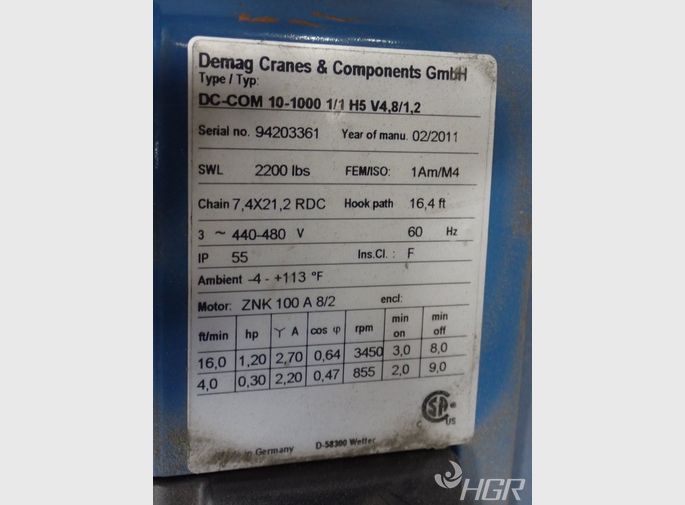 Demag Cranes & Components GmbH
Type / Typ:
DC-COM 10-1000 1/1 H5 V4,8/1,2
Serial no. 94203361 Year of manu. 02/2011
SWL 2200 lbs FEM/ISO: 1Am/M4
Chain 7,4X21,2 RDC Hook path 16,4 ft
3 ~ 440-480 V 60 Hz
IP 55 Ins.Cl.: F
Ambient -4 - +113 °F
Motor: ZNK 100 A 8/2 encl:
ft/min hp Y A cos φ rpm min on min off
16,0 1,20 2,70 0,64 3450 3,0 8,0
4,0 0,30 2,20 0,47 855 2,0 9,0
SA
C US
in Germany D-58300 Wetter
HGR